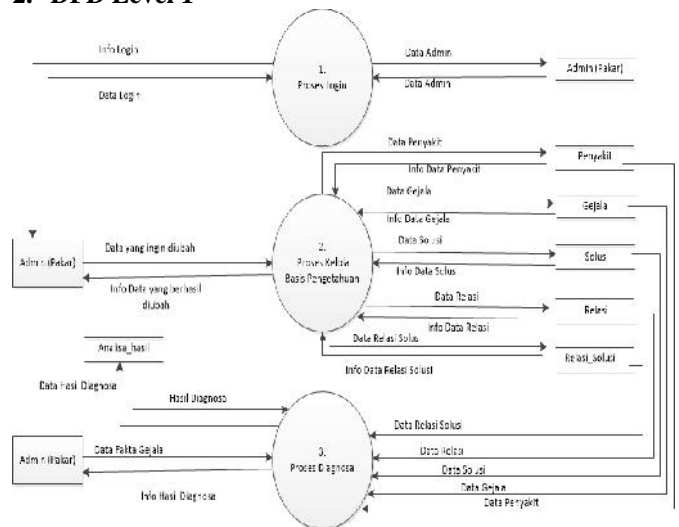 2. DFD Level 1
Info Login
Data Login
1.
Proses Login
Data Admin
Data Admin
Admin (Pakar)
Data Penyakit
Info Data Penyakit
Penyakit
Data Gejala
Info Data Gejala
Gejala
Admin (Pakar)
Data yang ingin diubah
Info Data yang berhasil
diubah
2.
Proses Kelola
Basis Pengetahuan
Data Solusi
Info Data Solus
Solus
Data Relasi
Info Data Relasi
Relasi
Data Relasi Solus
Info Data Relasi Solusi
Relasi_Solusi
Analisa_hasil
Data Hasil Diagnosa
Hasil Diagnosa
Admin (Pakar)
Data Fakta Gejala
Info Hasil Diagnosa
3.
Proses Diagnosa
Data Relasi Solusi
Data Relasi
Data Solusi
Data Gejala
Data Penyakit